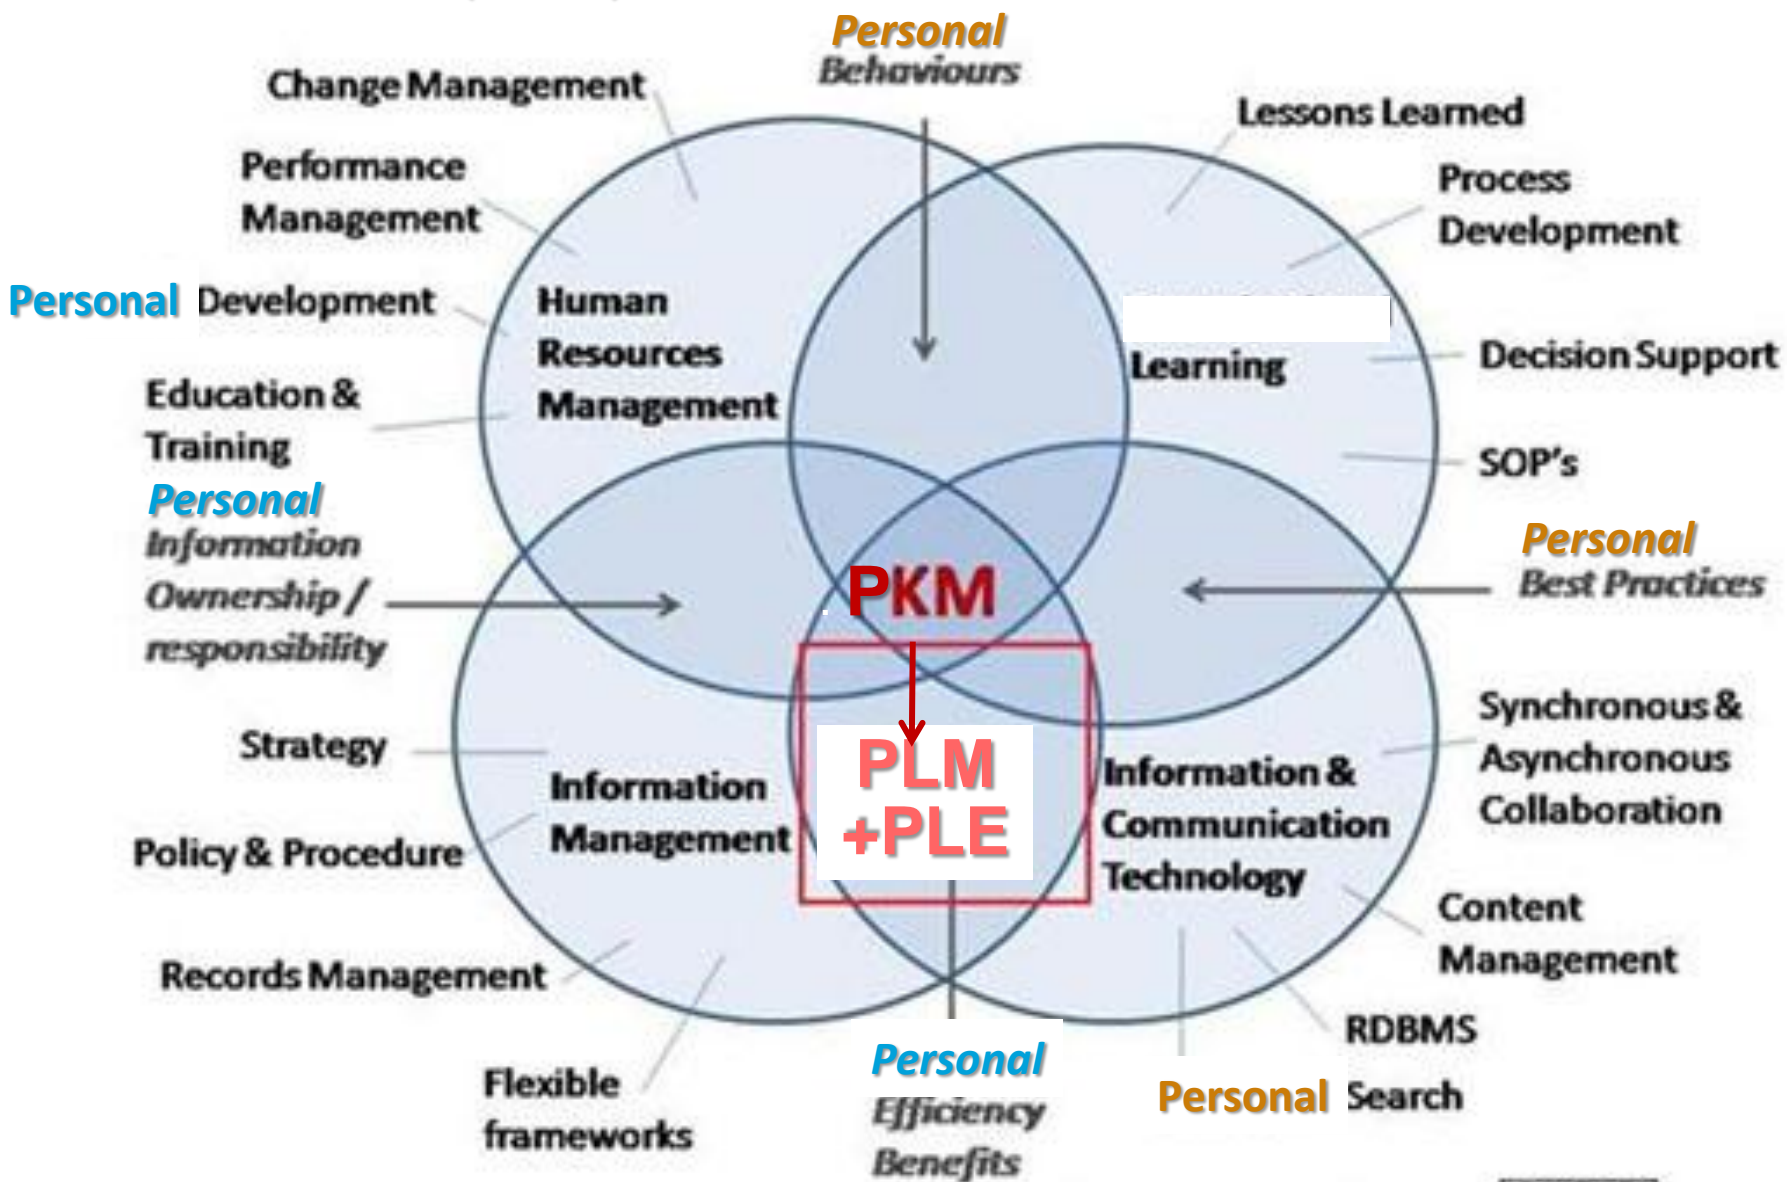 Personal
Behaviours
Change Management
Lessons Learned
Performance
Management
Process
Development
Personal Development
Human
Resources
Management
Learning
Decision Support
Education &
Training
SOP's
Personal
Information
Ownership /
responsibility
Personal
Best Practices
PKM
Strategy
Synchronous &
Asynchronous
Collaboration
PLM
+PLE
Information
Management
Information &
Communication
Technology
Policy & Procedure
Content
Management
Records Management
RDBMS
Flexible
frameworks
Personal
Efficiency
Benefits
Personal Search